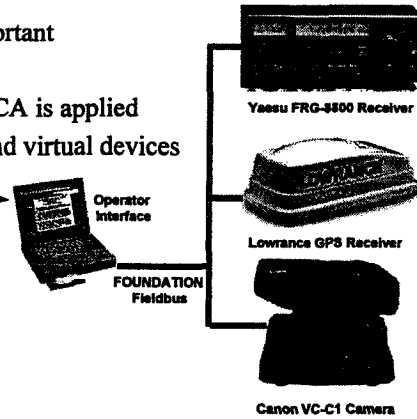 ortant
CA is applied
nd virtual devices
Yaesu FRG-8800 Receiver
Operator
Interface
LOWRANCE
Lowrance GPS Receiver
FOUNDATION
Fieldbus
Canon VC-C1 Camera